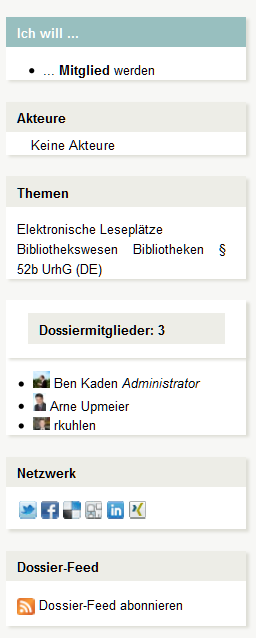 Ich will ...
... Mitglied werden
Akteure
Keine Akteure
Themen
Elektronische Leseplätze
Bibliothekswesen Bibliotheken §
52b UrhG (DE)
Dossiermitglieder: 3
Ben Kaden Administrator
Arne Upmeier
rkuhlen
Netzwerk
Dossier-Feed
Dossier-Feed abonnieren